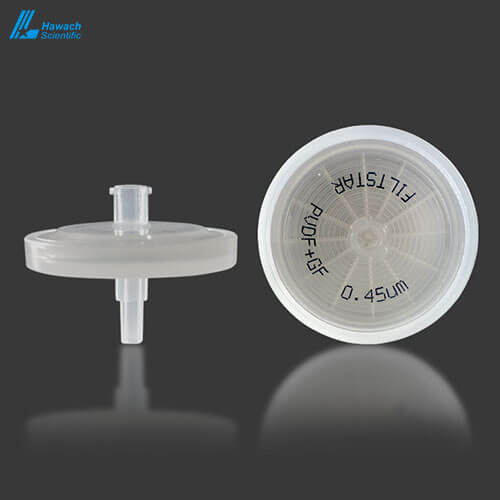 Hawach
Scientific
FILTSTAR
PVDF+GF
0.45um